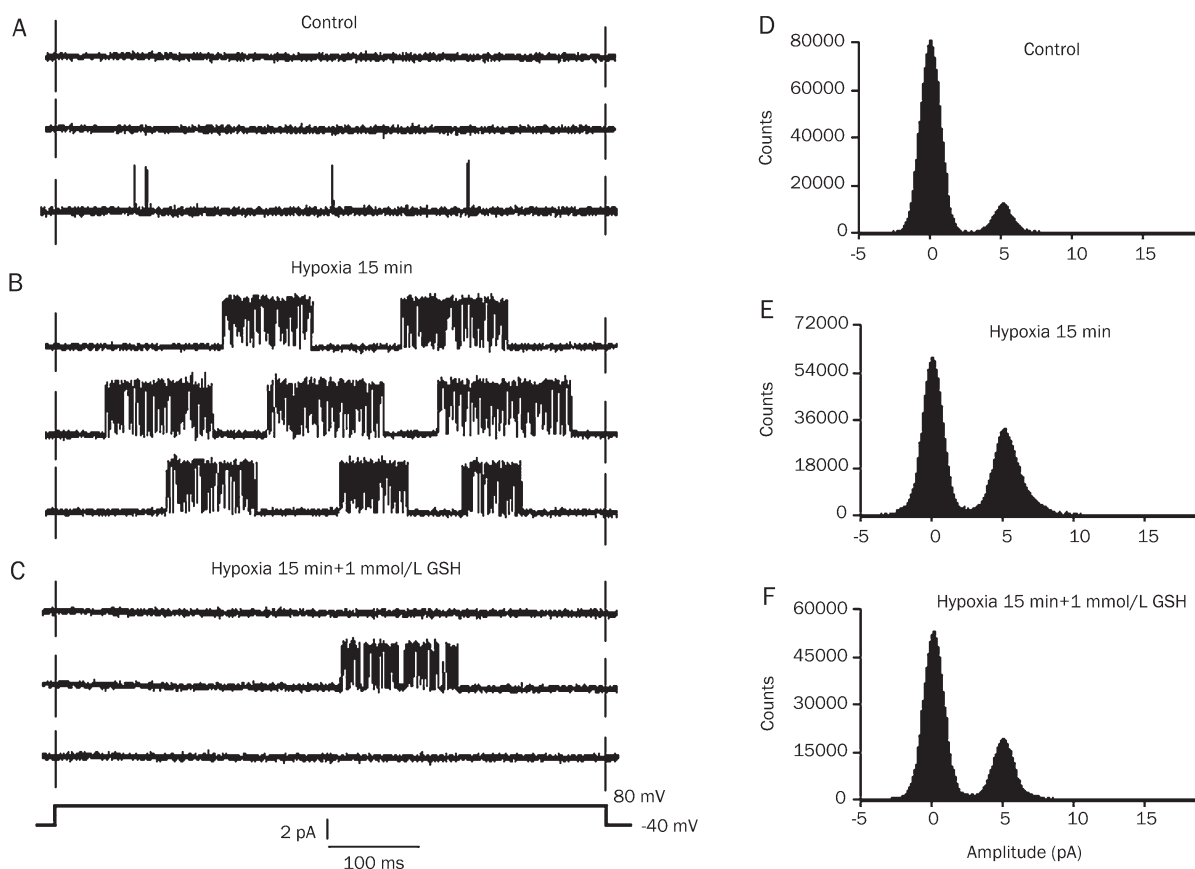 A
Control
B
Hypoxia 15 min
C
Hypoxia 15 min+1 mmol/L GSH
80 mV
-40 mV
2 pA
100 ms
D
Control
Counts
80000
60000
40000
20000
0
-5
0
5
10
15
E
Hypoxia 15 min
Counts
72000
54000
36000
18000
0
-5
0
5
10
15
F
Hypoxia 15 min+1 mmol/L GSH
Counts
60000
45000
30000
15000
0
-5
0
5
10
15
Amplitude (pA)